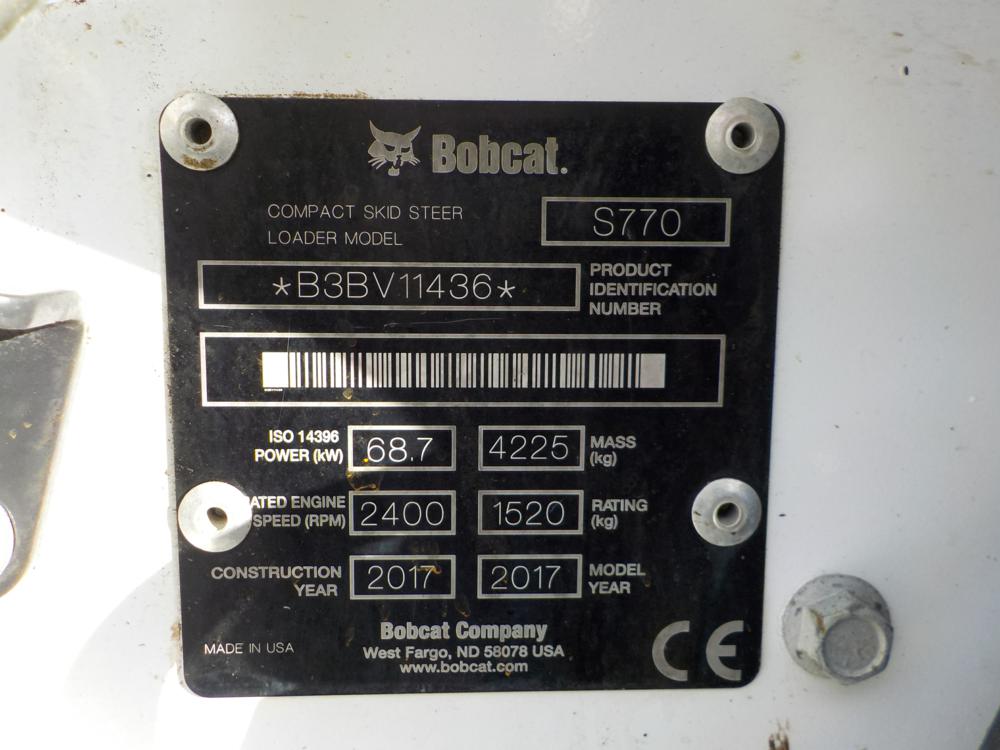 Bobcat.
COMPACT SKID STEER
LOADER MODEL
S770
*B3BV11436*
PRODUCT
IDENTIFICATION
NUMBER
ISO 14396
POWER (kW)
68.7
4225
MASS
(kg)
ENGINE
SPEED (RPM)
2400
1520
RATING
(kg)
CONSTRUCTION
YEAR
2017
2017
MODEL
YEAR
MADE IN USA
Bobcat Company
West Fargo, ND 58078 USA
www.bobcat.com
CE